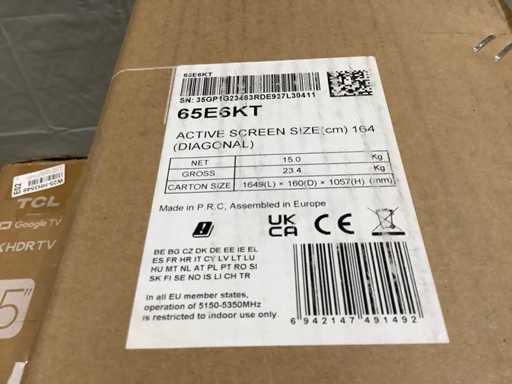 65E6KT
SN: 35GP1G23463RDE937L30411
65E6KT
ACTIVE SCREEN SIZE(cm) 164
(DIAGONAL)
NET 15.0 Kg
GROSS 23.4 Kg
CARTON SIZE 1649(L) × 160(D) × 1057(H) (mm)
Made in P.R.C, Assembled in Europe
UK
CA
CE
BE BG CZ DK DE EE IE EL
ES FR HR IT CY LV LT LU
HU MT NL AT PL PT RO SI
SK FI SE NO IS LI CH TR
In all EU member states,
operation of 5150-5350MHz
is restricted to indoor use only.
6 942147 491492
E02
TCL
Google TV
HDR TV
5"